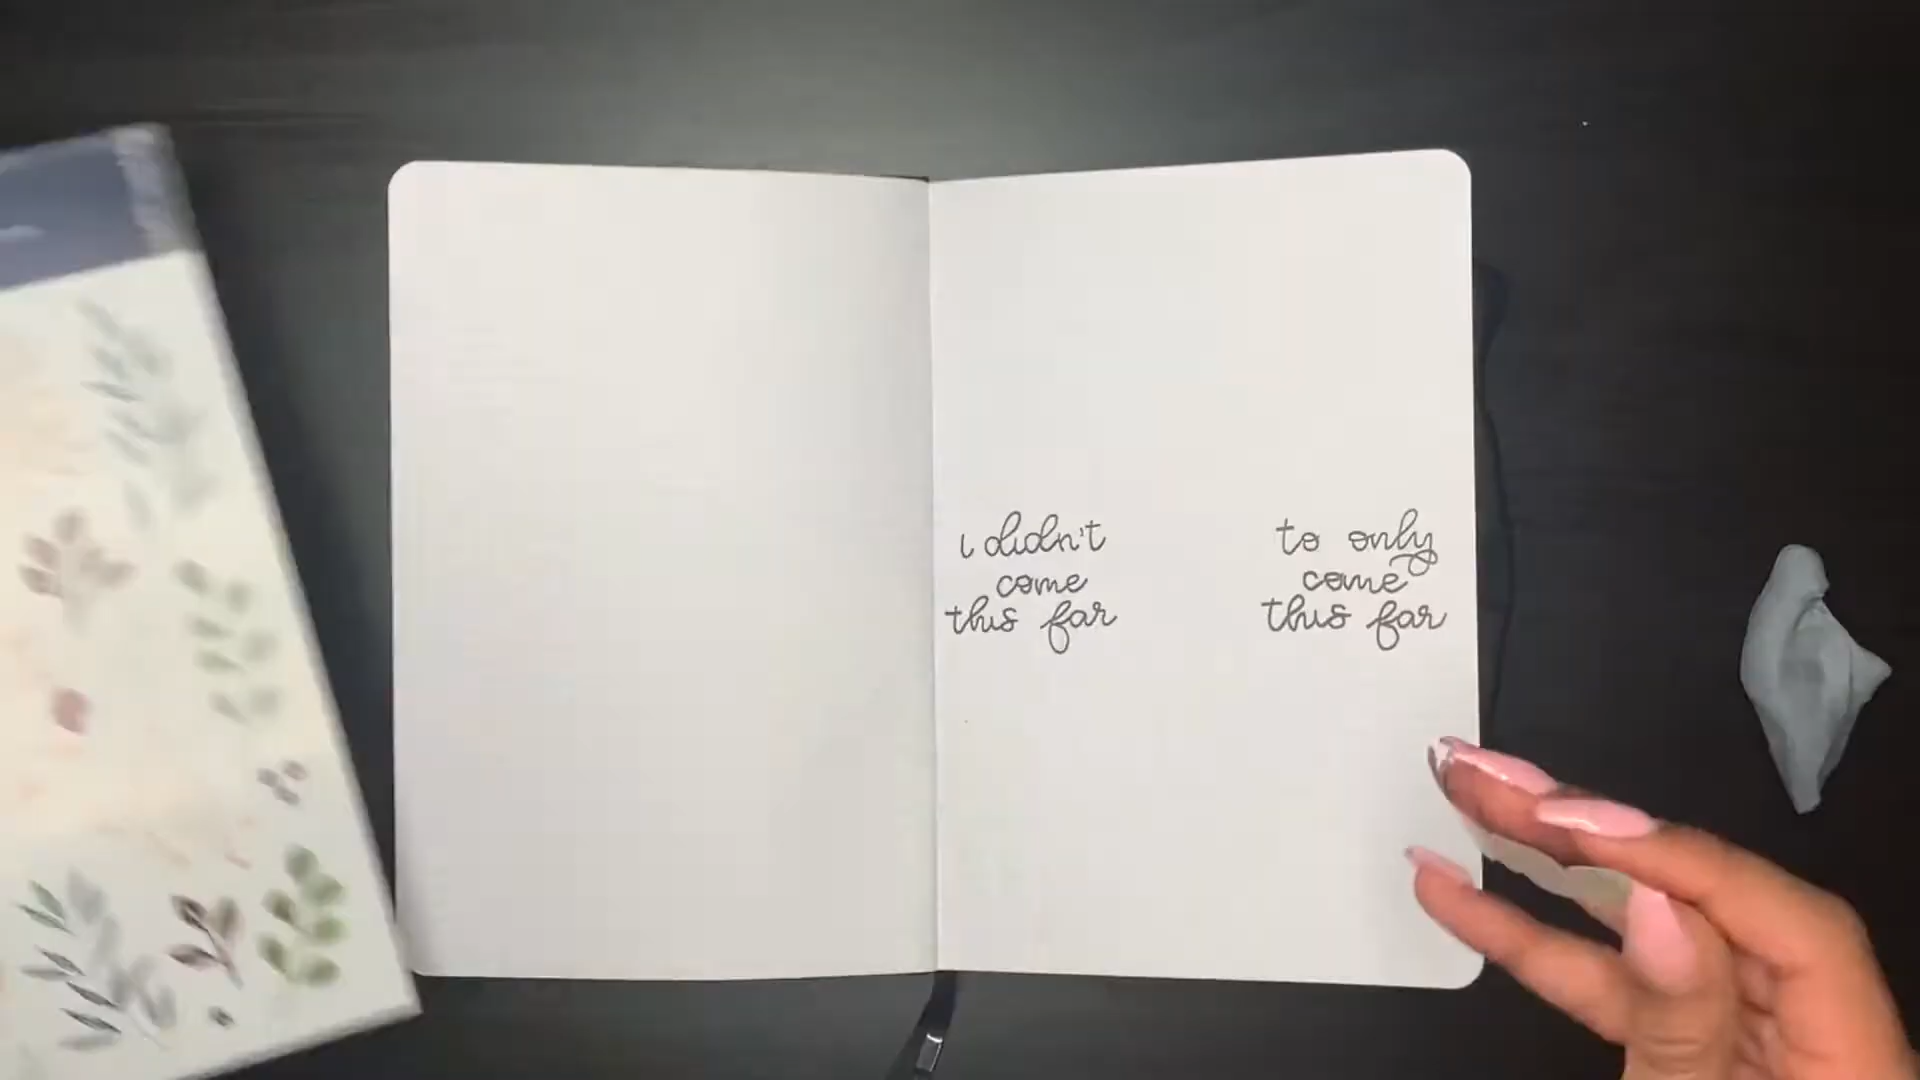 i didn't
come
this far
to only
come
this far